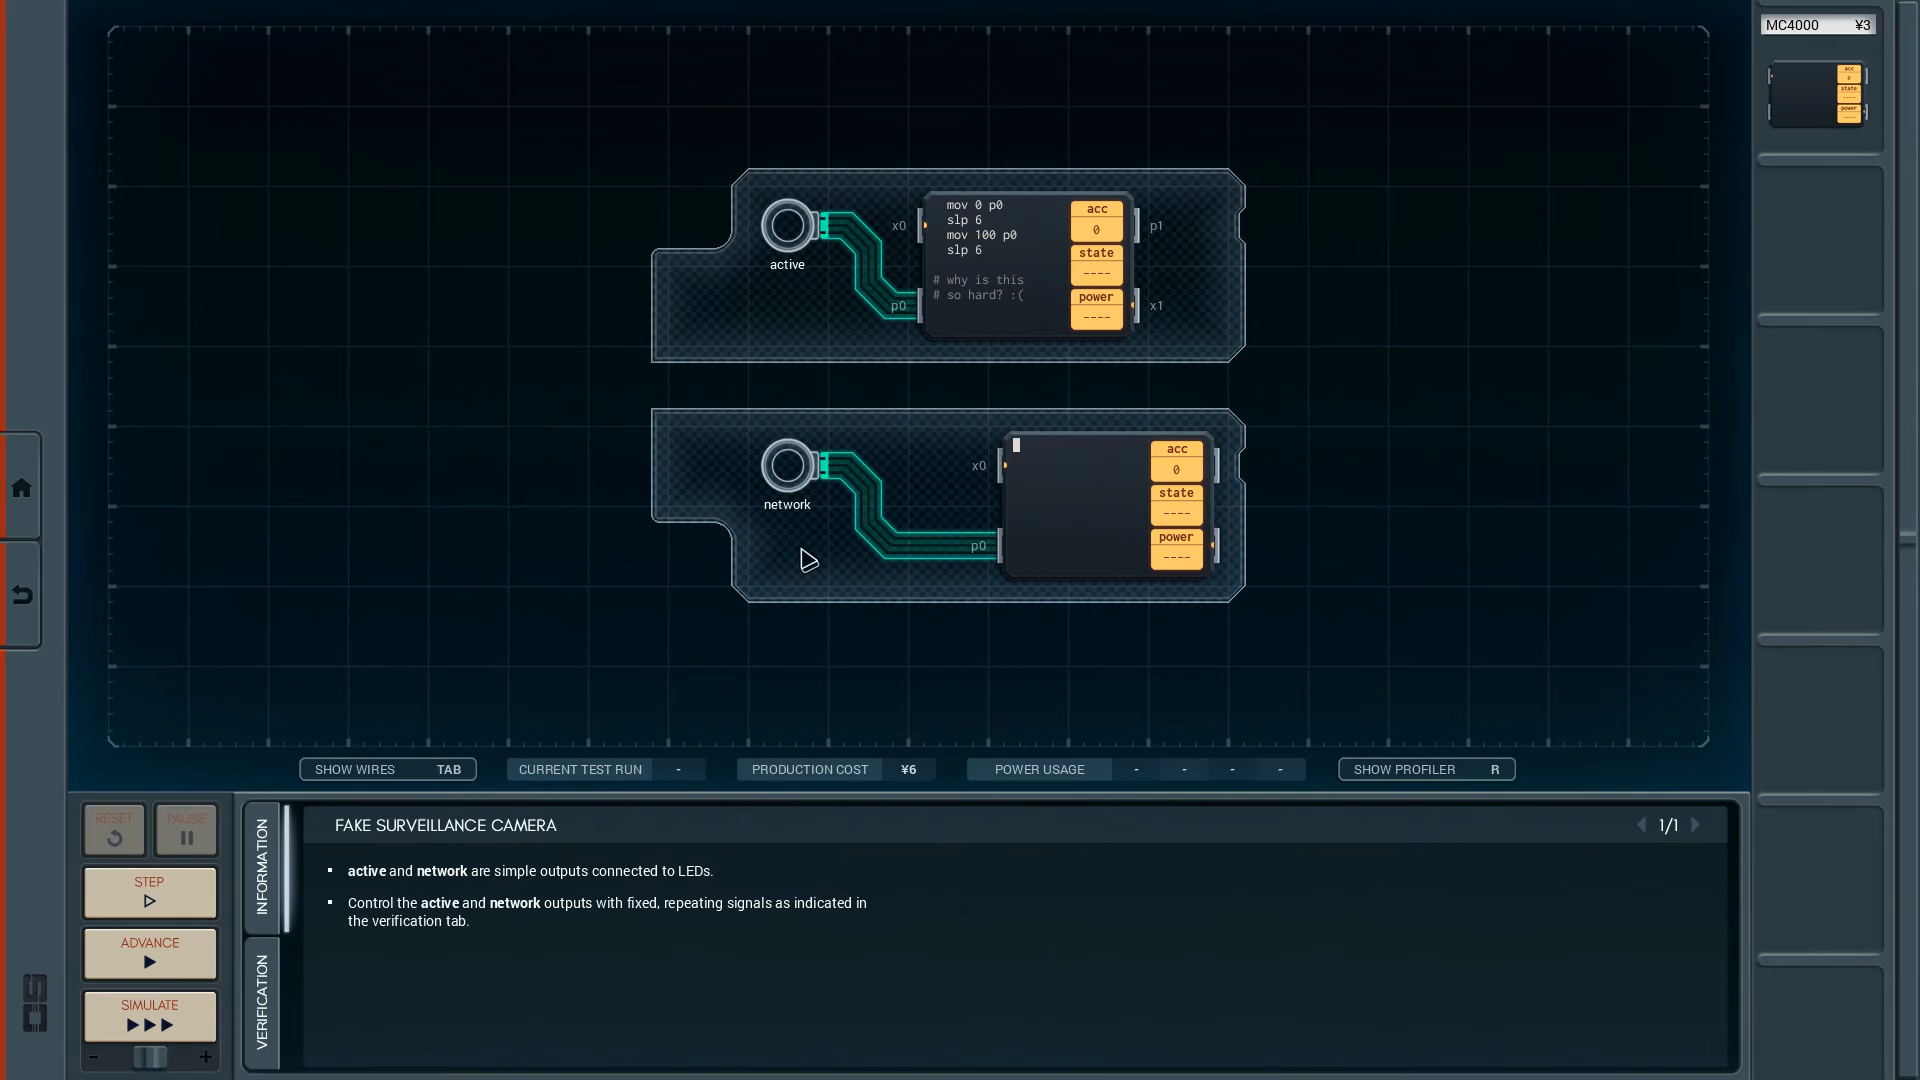 MC4000 ¥3
acc
0
state
----
power
----
active
x0
p0
mov 0 p0
slp 6
mov 100 p0
slp 6
# why is this
# so hard? :(
acc
0
state
----
power
----
p1
x1
network
x0
p0
acc
0
state
----
power
----
SHOW WIRES TAB
CURRENT TEST RUN -
PRODUCTION COST ¥6
POWER USAGE - - - -
SHOW PROFILER R
RESET
PAUSE
STEP
ADVANCE
SIMULATE
- +
INFORMATION
VERIFICATION
FAKE SURVEILLANCE CAMERA
1/1
▪ active and network are simple outputs connected to LEDs.
▪ Control the active and network outputs with fixed, repeating signals as indicated in
the verification tab.